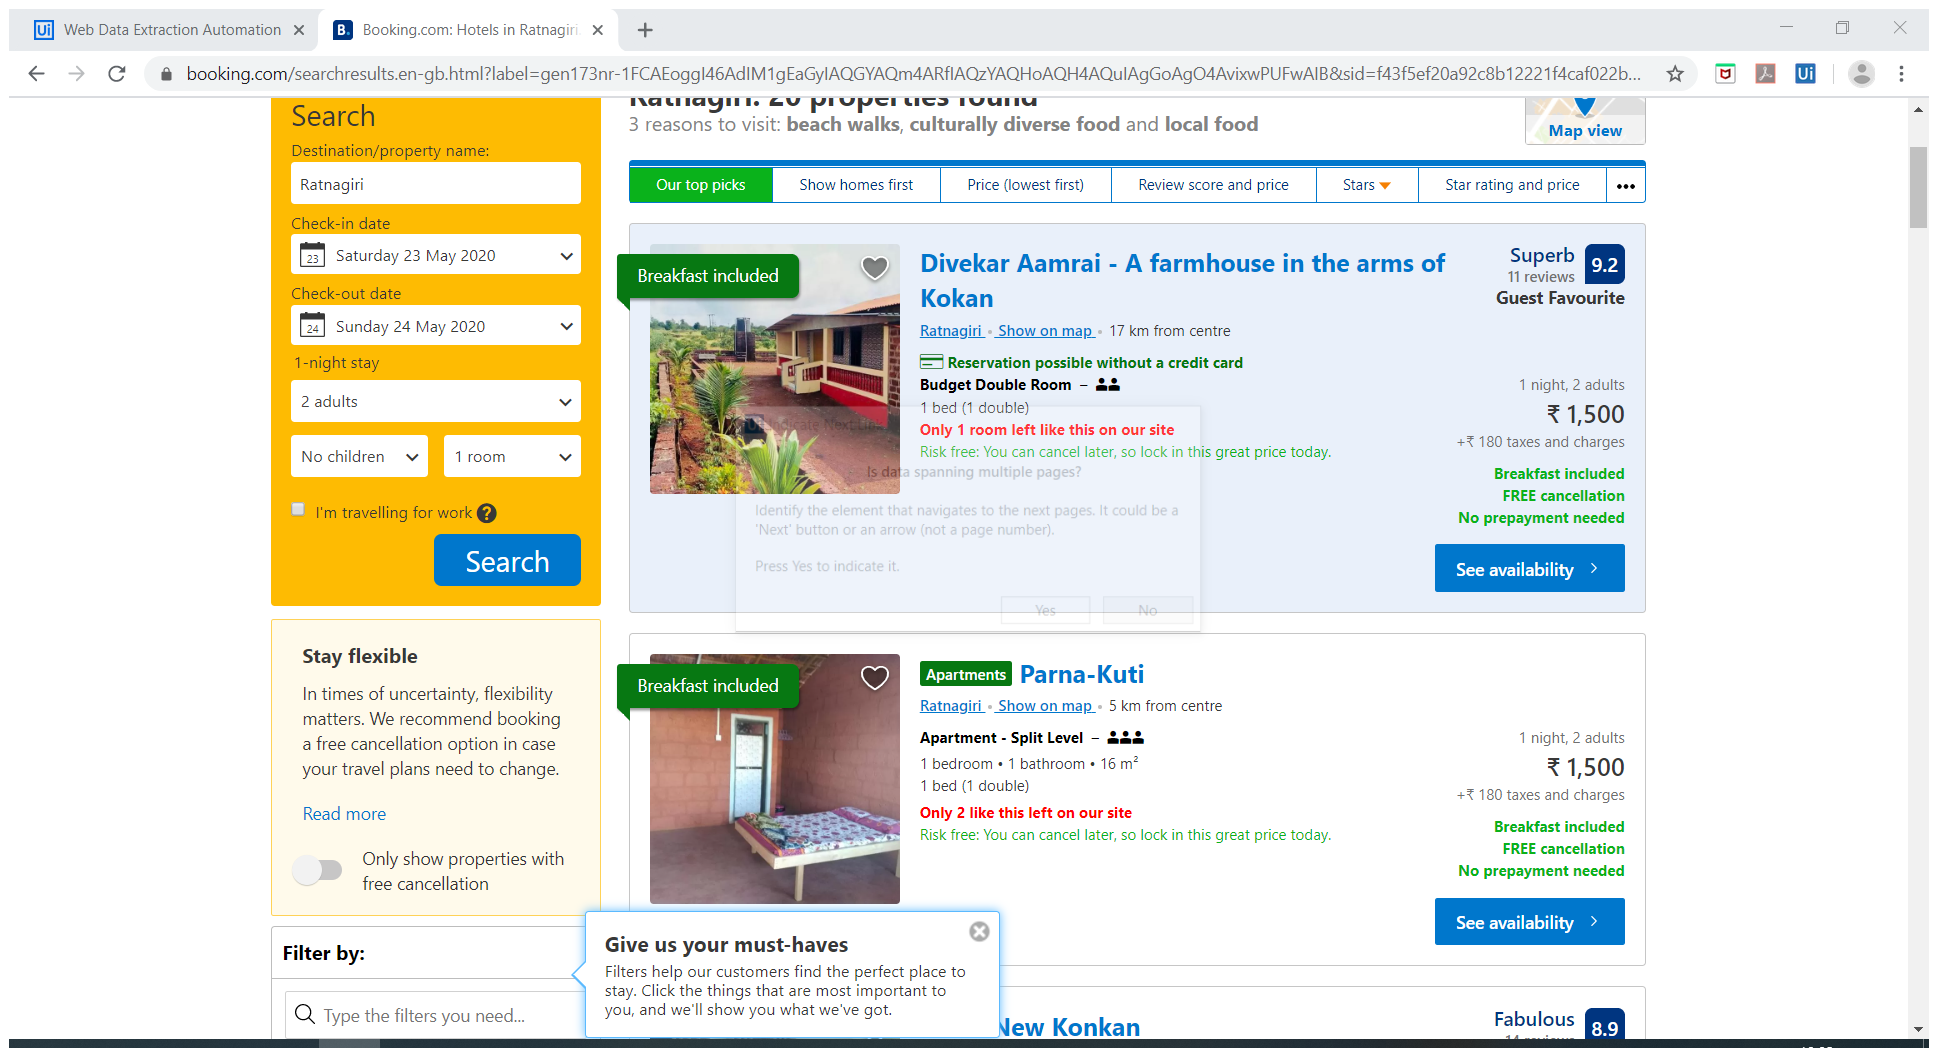 Web Data Extraction Automation
Booking.com: Hotels in Ratnagiri
booking.com/searchresults.en-gb.html?label=gen173nr-1FCAEoggI46AdIM1gEaGyIAQGYAQm4ARfIAQzYAQHoAQH4AQuIAgGoAgO4AvixwPUFwAIB&sid=f43f5ef20a92c8b12221f4caf022b...
Search
Destination/property name:
Ratnagiri
Check-in date
23 Saturday 23 May 2020
Check-out date
24 Sunday 24 May 2020
1-night stay
2 adults
No children
1 room
I'm travelling for work
Search
Stay flexible
In times of uncertainty, flexibility
matters. We recommend booking
a free cancellation option in case
your travel plans need to change.
Read more
Only show properties with
free cancellation
Filter by:
Type the filters you need...
Ratnagiri: 20 properties found
3 reasons to visit: beach walks, culturally diverse food and local food
Map view
Our top picks
Show homes first
Price (lowest first)
Review score and price
Stars
Star rating and price
•••
Breakfast included
Divekar Aamrai - A farmhouse in the arms of
Kokan
Superb
11 reviews
9.2
Guest Favourite
Ratnagiri • Show on map • 17 km from centre
Reservation possible without a credit card
Budget Double Room –
1 bed (1 double)
Only 1 room left like this on our site
Risk free: You can cancel later, so lock in this great price today.
1 night, 2 adults
₹ 1,500
+₹ 180 taxes and charges
Breakfast included
FREE cancellation
No prepayment needed
See availability
Indicate Next Link
Is data spanning multiple pages?
Identify the element that navigates to the next pages. It could be a
'Next' button or an arrow (not a page number).
Press Yes to indicate it.
Yes
No
Breakfast included
Apartments Parna-Kuti
Ratnagiri • Show on map • 5 km from centre
Apartment - Split Level –
1 bedroom • 1 bathroom • 16 m²
1 bed (1 double)
Only 2 like this left on our site
Risk free: You can cancel later, so lock in this great price today.
1 night, 2 adults
₹ 1,500
+₹ 180 taxes and charges
Breakfast included
FREE cancellation
No prepayment needed
See availability
Give us your must-haves
Filters help our customers find the perfect place to
stay. Click the things that are most important to
you, and we'll show you what we've got.
New Konkan
Fabulous
8.9